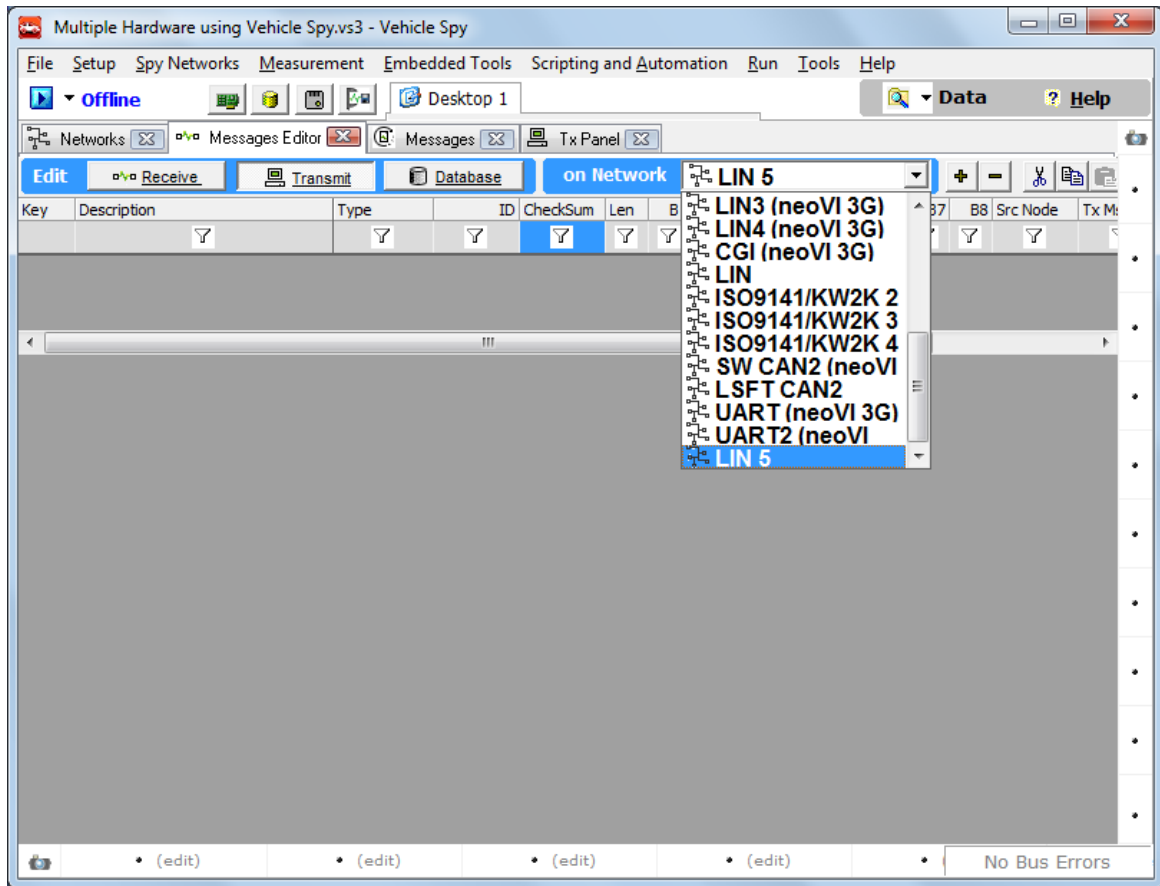 Multiple Hardware using Vehicle Spy.vs3 - Vehicle Spy
File Setup Spy Networks Measurement Embedded Tools Scripting and Automation Run Tools Help
Offline Desktop 1 Data ? Help
Networks Messages Editor Messages Tx Panel
Edit Receive Transmit Database on Network LIN 5
Key Description Type ID CheckSum Len B 37 B8 Src Node Tx M
LIN3 (neoVI 3G)
LIN4 (neoVI 3G)
CGI (neoVI 3G)
LIN
ISO9141/KW2K 2
ISO9141/KW2K 3
ISO9141/KW2K 4
SW CAN2 (neoVI
LSFT CAN2
UART (neoVI 3G)
UART2 (neoVI
LIN 5
(edit) (edit) (edit) (edit) No Bus Errors